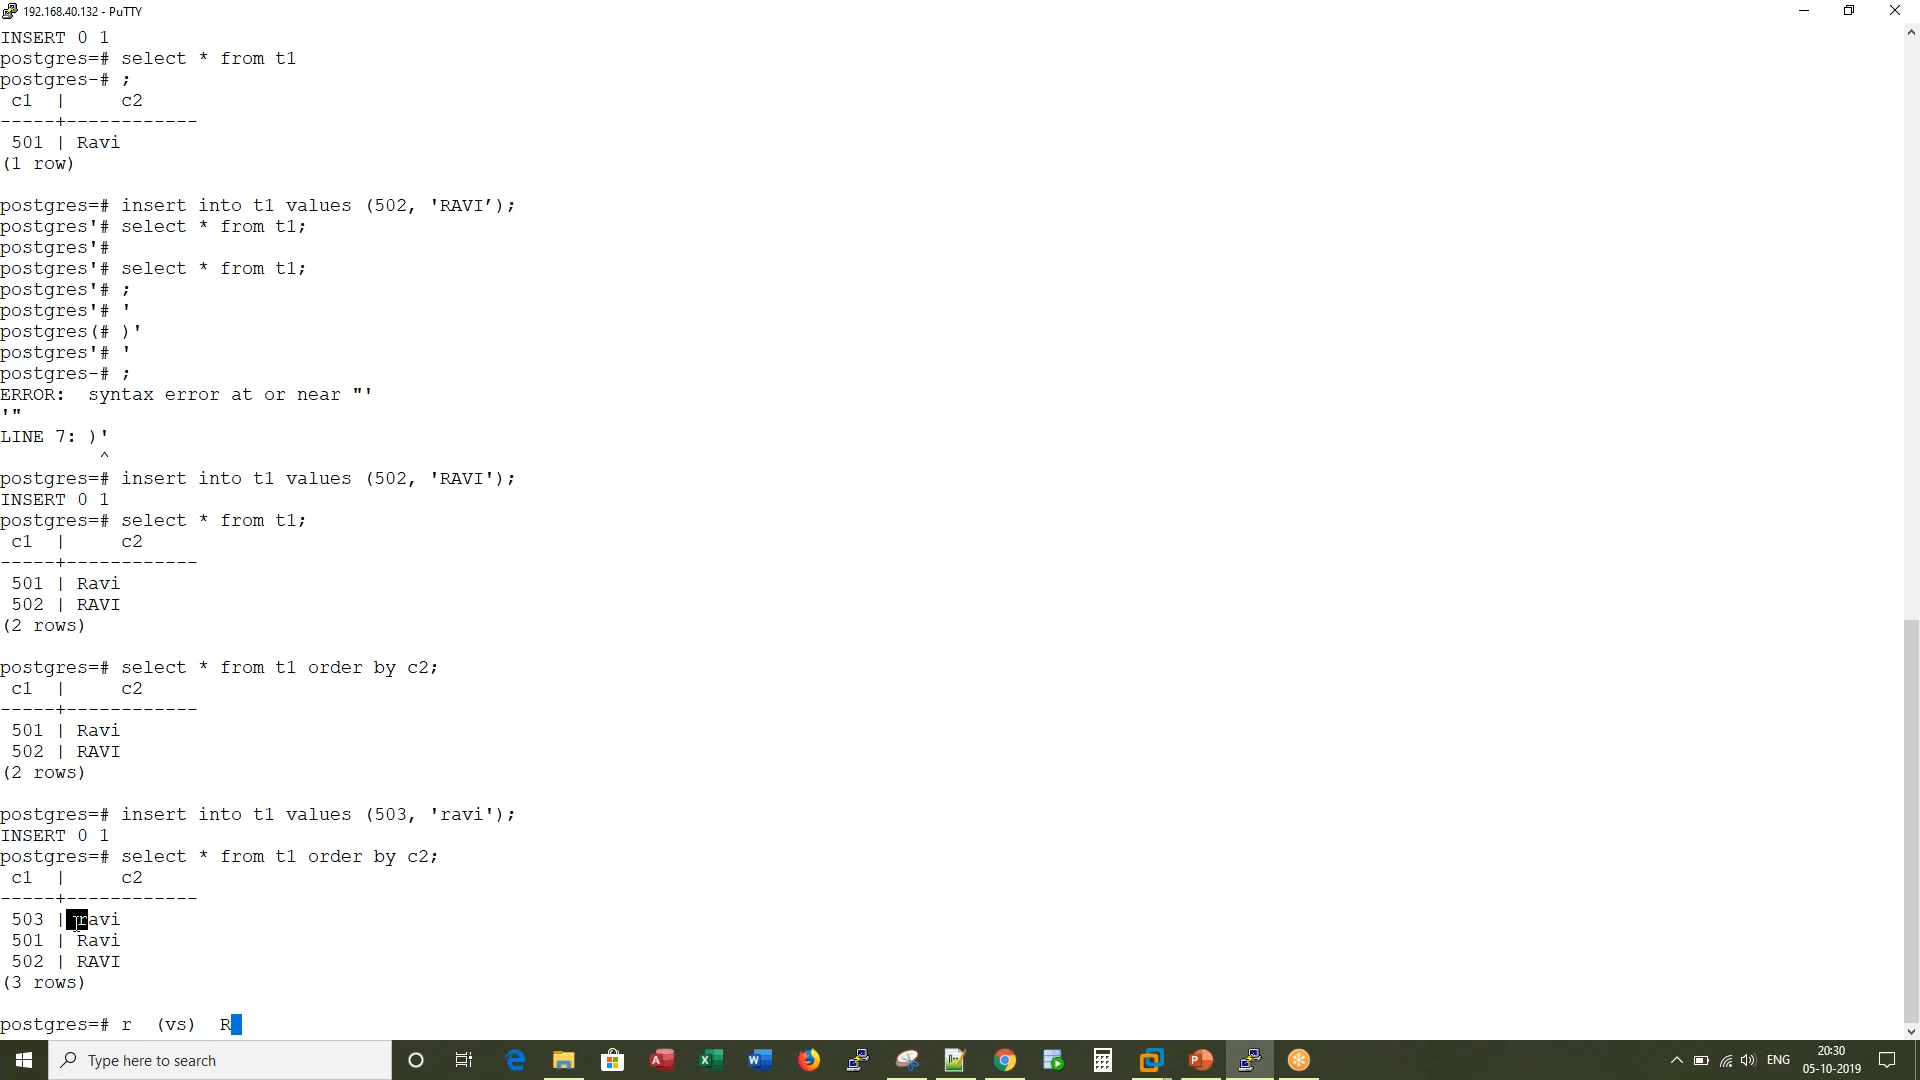 192.168.40.132 - PuTTY
INSERT 0 1
postgres=# select * from t1
postgres-# ;
 c1  |     c2
-----+------------
 501 | Ravi
(1 row)
postgres=# insert into t1 values (502, 'RAVI’);
postgres'# select * from t1;
postgres'#
postgres'# select * from t1;
postgres'# ;
postgres'# '
postgres(# )'
postgres'# '
postgres-# ;
ERROR:  syntax error at or near "'
'"
LINE 7: )'
         ^
postgres=# insert into t1 values (502, 'RAVI');
INSERT 0 1
postgres=# select * from t1;
 c1  |     c2
-----+------------
 501 | Ravi
 502 | RAVI
(2 rows)
postgres=# select * from t1 order by c2;
 c1  |     c2
-----+------------
 501 | Ravi
 502 | RAVI
(2 rows)
postgres=# insert into t1 values (503, 'ravi');
INSERT 0 1
postgres=# select * from t1 order by c2;
 c1  |     c2
-----+------------
 503 | ravi
 501 | Ravi
 502 | RAVI
(3 rows)
postgres=# r  (vs)  R
Type here to search
ENG
20:30
05-10-2019